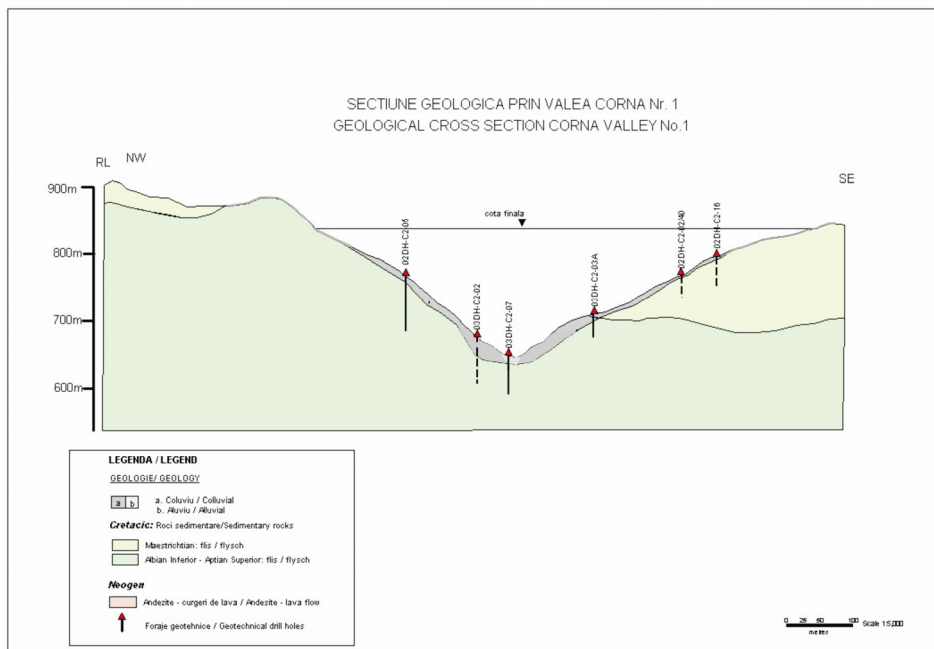 SECTIUNE GEOLOGICA PRIN VALEA CORNA Nr. 1
GEOLOGICAL CROSS SECTION CORNA VALLEY No.1
RL NW
SE
900m
800m
700m
600m
cota finala
02DH-C2-05
03DH-C2-02
03DH-C2-07
03DH-C2-03A
02DH-C2-02/40
02DH-C2-16
LEGENDA / LEGEND
GEOLOGIE/ GEOLOGY
a b
a. Coluviu / Colluvial
b. Aluviu / Alluvial
Cretacic: Roci sedimentare/Sedimentary rocks
Maestrichtian: flis / flysch
Albian Inferior - Aptian Superior: flis / flysch
Neogen
Andezite - curgeri de lava / Andesite - lava flow
Foraje geotehnice / Geotechnical drill holes
0 25 50 100 Scale 1:5,000
metres